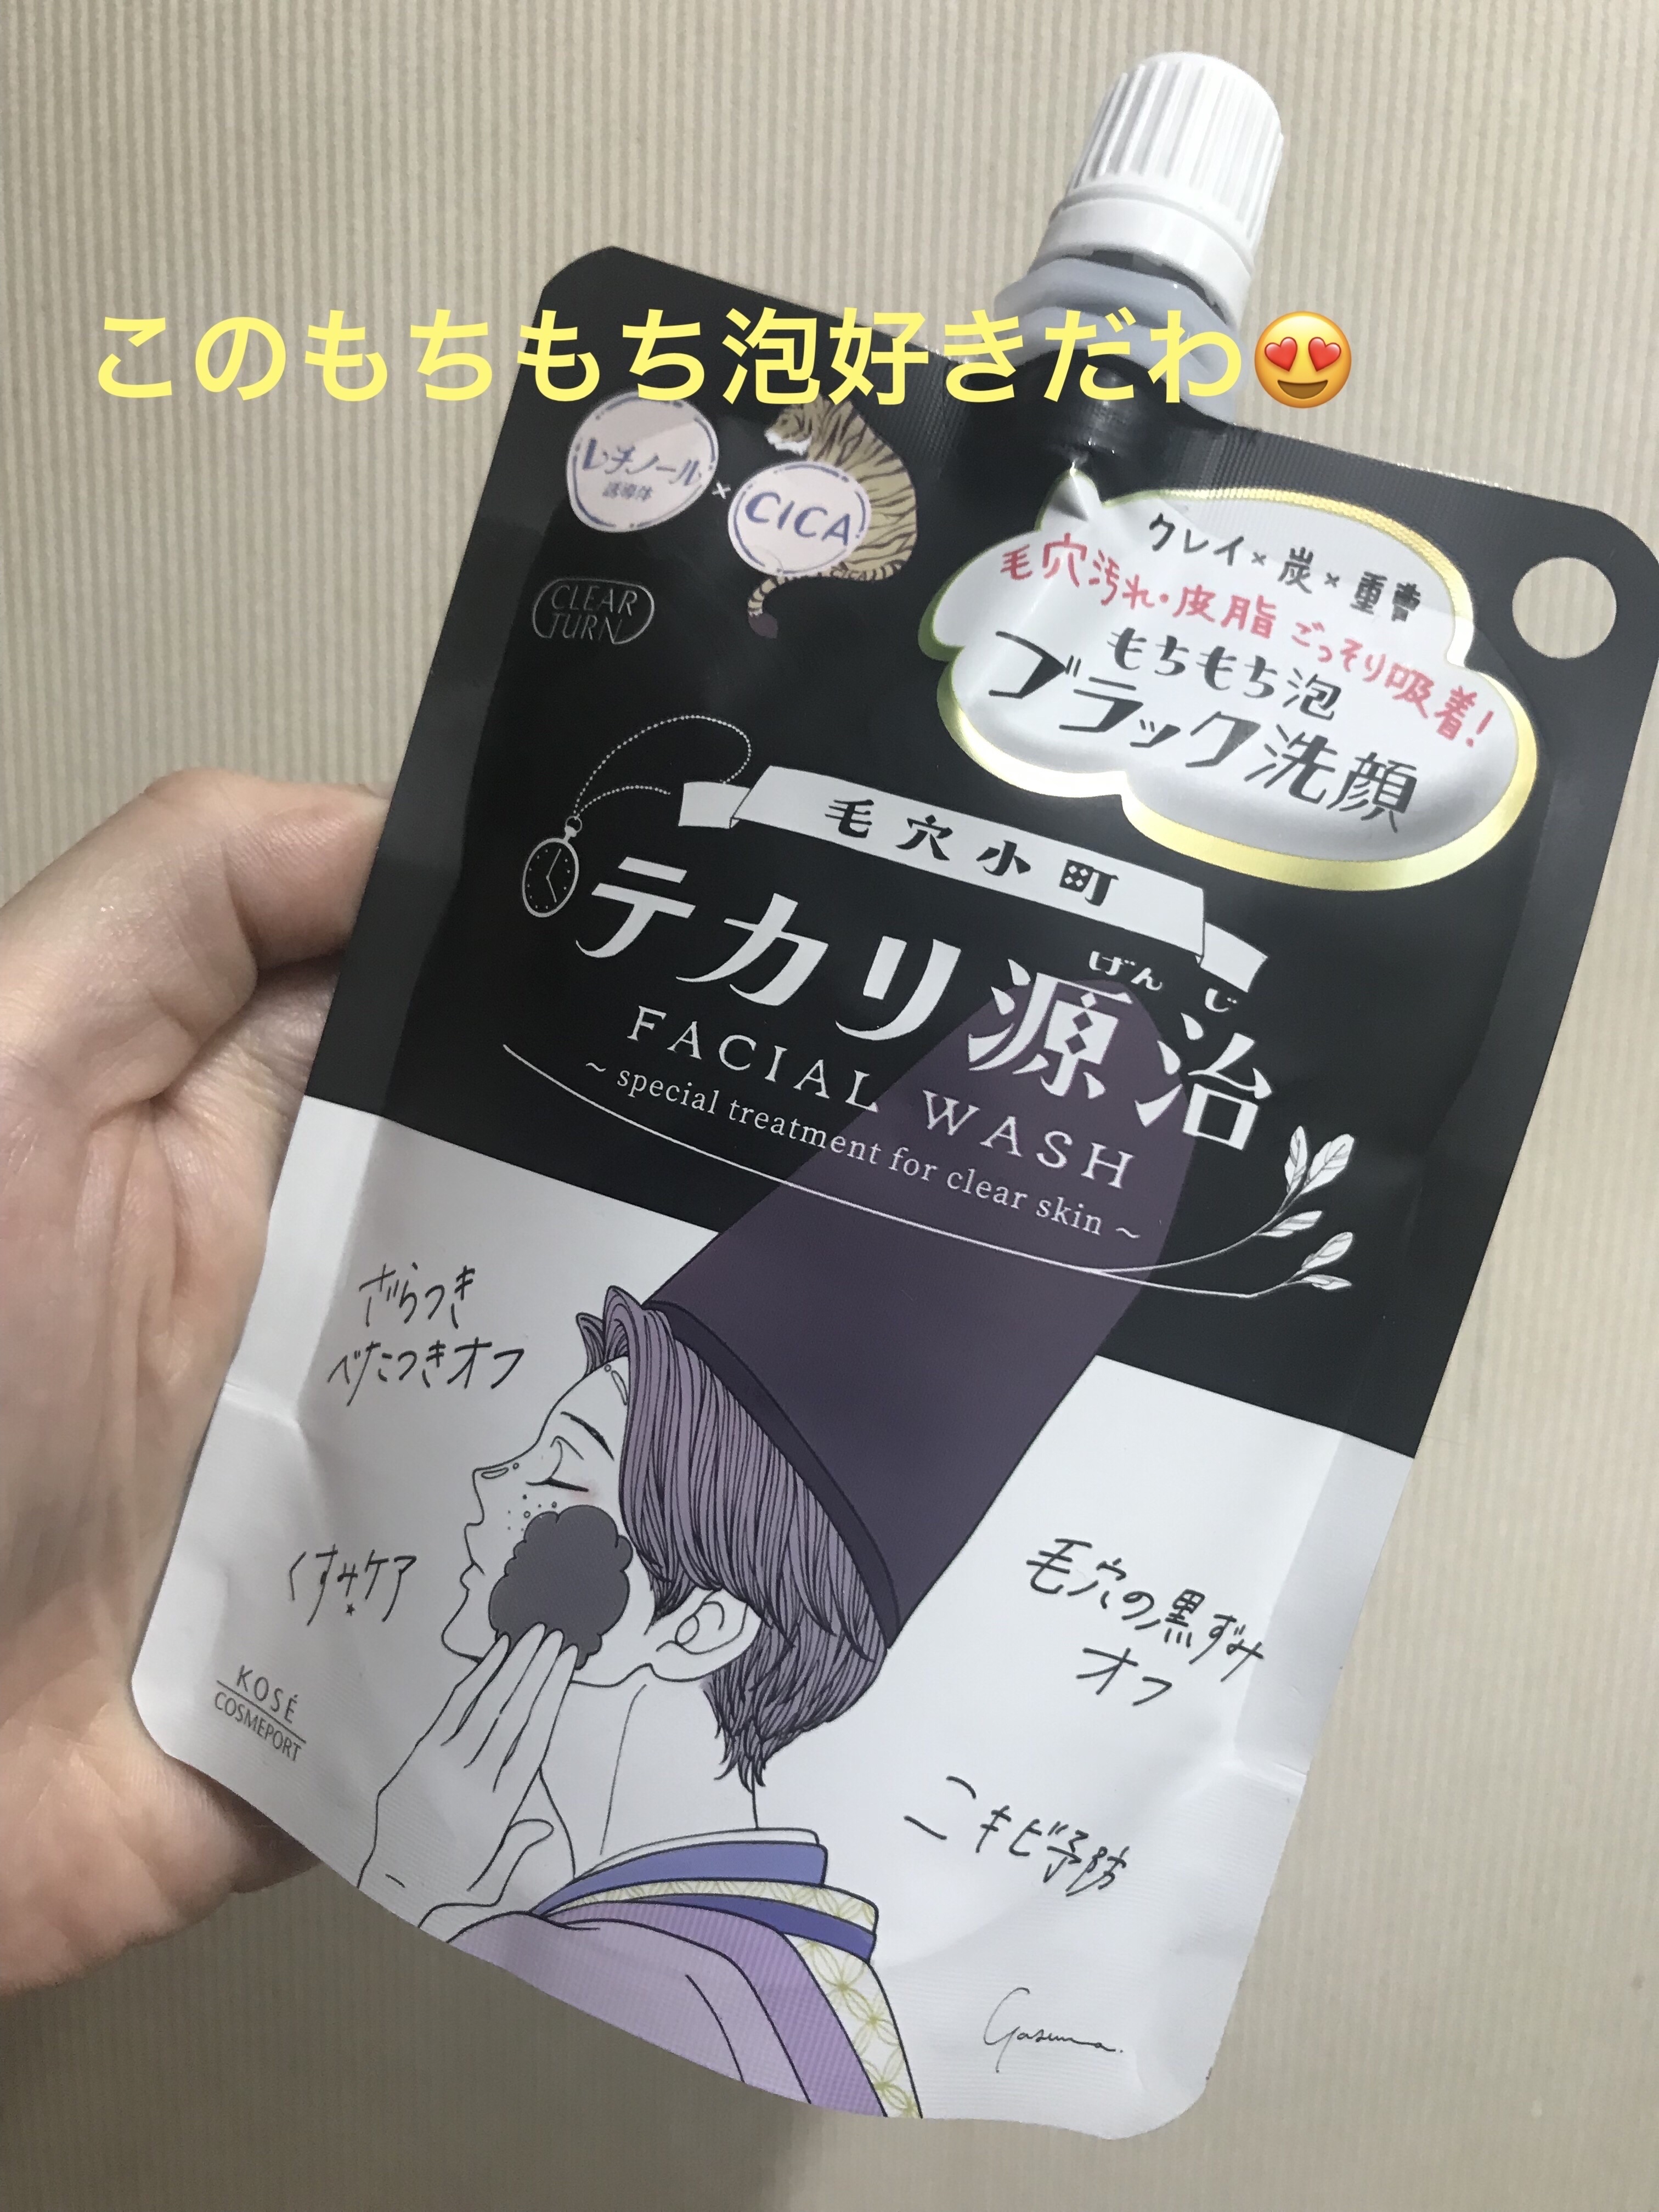 このもちもち泡好きだわ😍
レチノール
誘導体
×
CICA
CICA
CLEAR
TURN
クレイ×炭×重曹
毛穴汚れ・皮脂ごっそり吸着!
もちもち泡
ブラック洗顔
毛穴小町
げんじ
テカリ源治
FACIAL WASH
~ special treatment for clear skin ~
ざらつき
べたつきオフ
くすみケア
毛穴の黒ずみ
オフ
ニキビ予防
KOSÉ
COSMEPORT